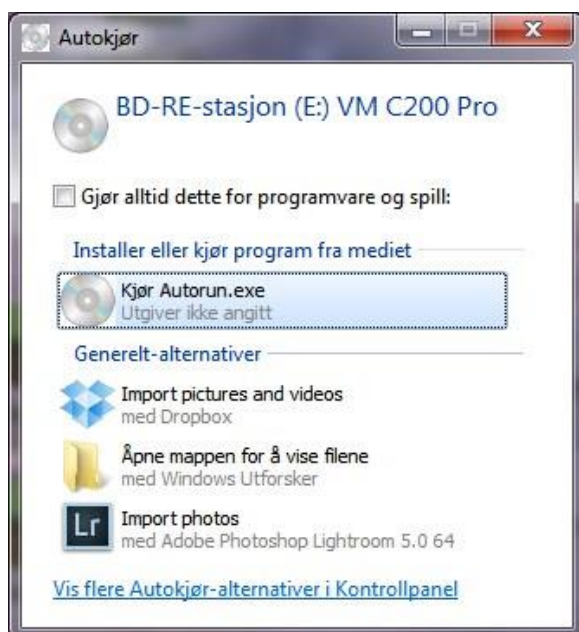 Autokjør
BD-RE-stasjon (E:) VM C200 Pro
Gjør alltid dette for programvare og spill:
Installer eller kjør program fra mediet
Kjør Autorun.exe
Utgiver ikke angitt
Generelt-alternativer
Import pictures and videos
med Dropbox
Åpne mappen for å vise filene
med Windows Utforsker
Lr
Import photos
med Adobe Photoshop Lightroom 5.0 64
Vis flere Autokjør-alternativer i Kontrollpanel